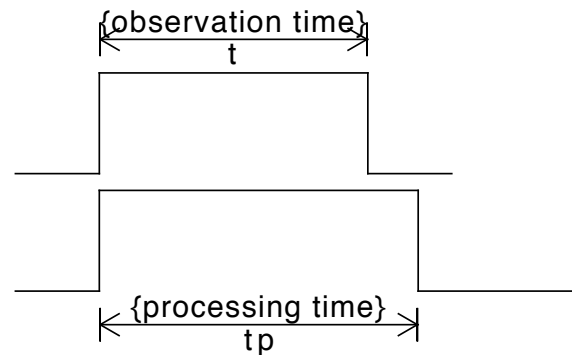 {observation time}
t
{processing time}
tp